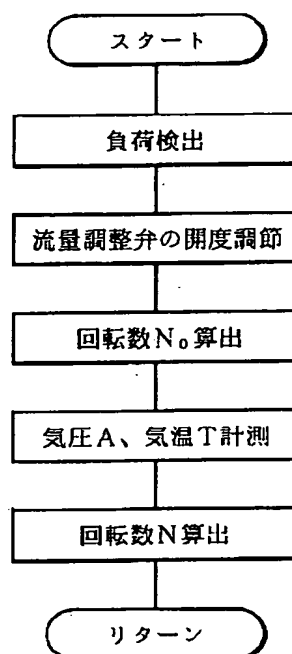 スタート
負荷検出
流量調整弁の開度調節
回転数N₀算出
気圧A、気温T計測
回転数N算出
リターン